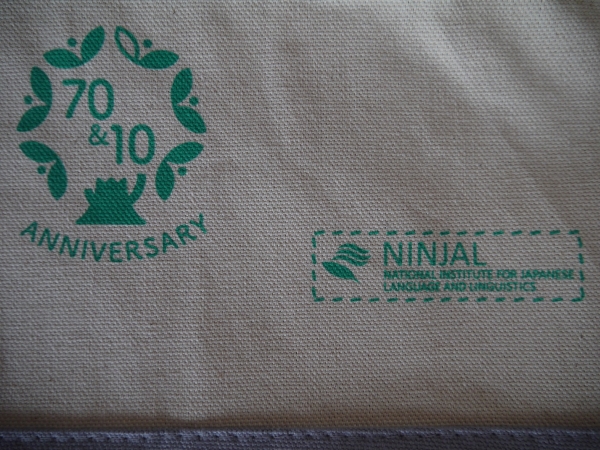 70
&10
ANNIVERSARY
NINJAL
NATIONAL INSTITUTE FOR JAPANESE
LANGUAGE AND LINGUISTICS